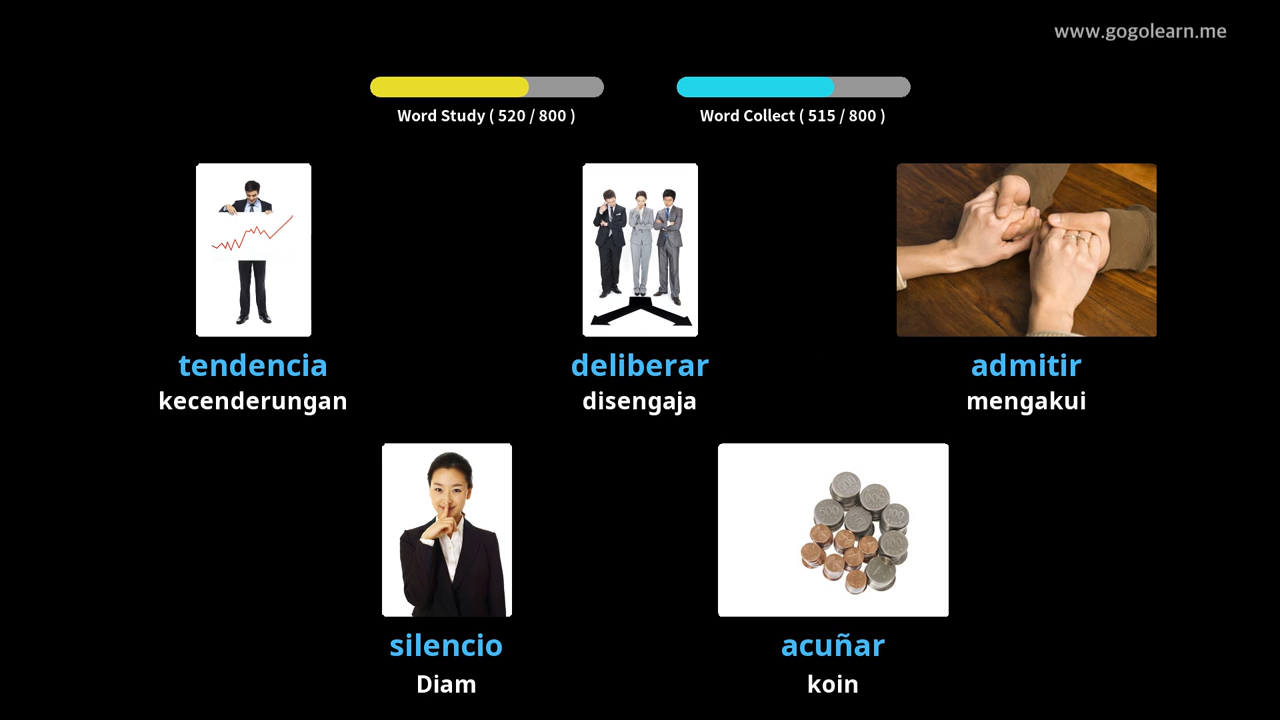 www.gogolearn.me
Word Study ( 520 / 800 )
Word Collect ( 515 / 800 )
tendencia
kecenderungan
deliberar
disengaja
admitir
mengakui
silencio
Diam
acuñar
koin